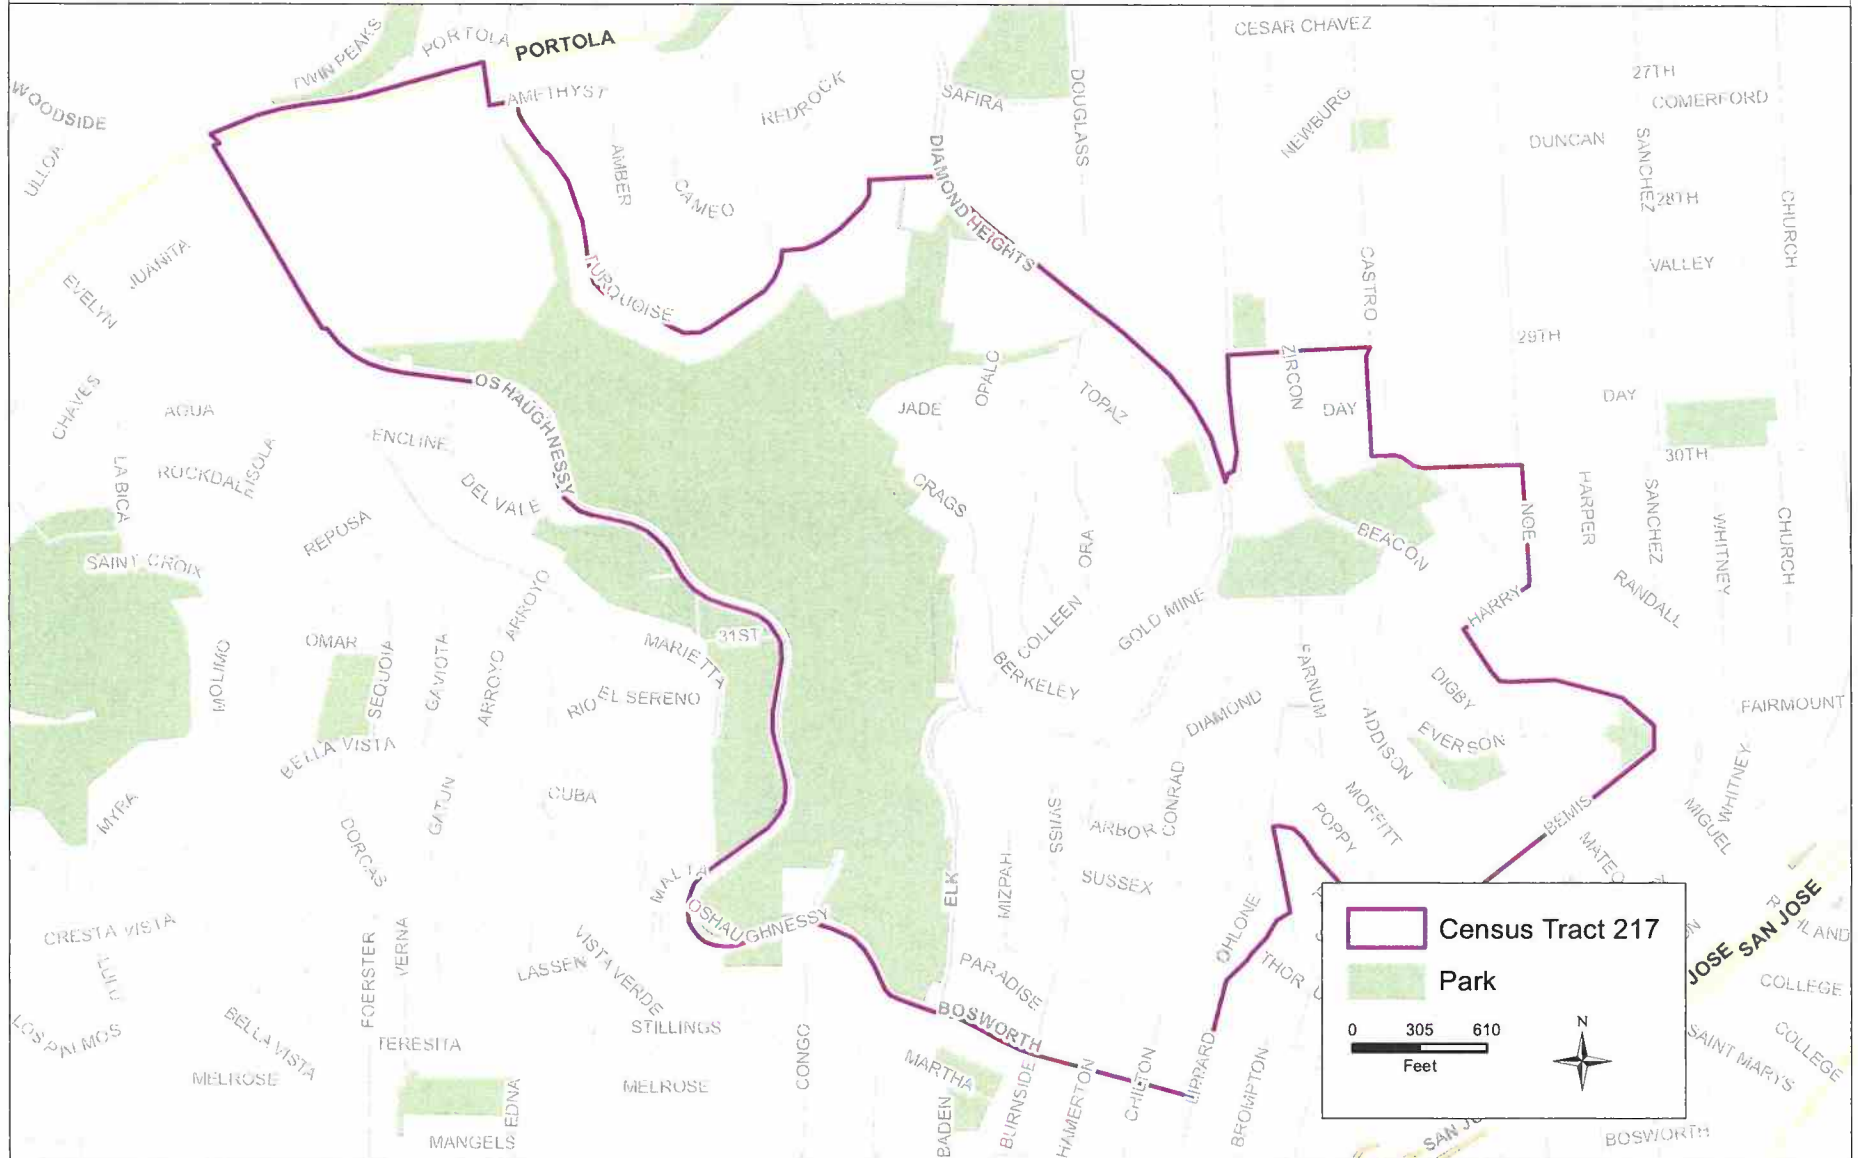 TWIN PEAKS
PORTOLA
PORTOLA
CESAR CHAVEZ
WOODSIDE
ULLOA
AMETHYST
REDROCK
SAFIRA
DOUGLASS
NEWBURG
27TH
COMERFORD
DUNCAN
SANCHEZ
AMBER
CAMEO
DIAMOND HEIGHTS
28TH
CHURCH
JUANITA
EVELYN
TURQUOISE
CASTRO
VALLEY
29TH
CHAVES
AGUA
OSHAUGHNESSY
JADE
OPALO
TOPAZ
ZIRCON
DAY
DAY
ENCLINE
LA BICA
ROCKDAL
RISOLA
DEL VALE
CRAGS
30TH
REPOSA
SAINT CROIX
ORA
BEACON
NOE
HARPER
SANCHEZ
WHITNEY
CHURCH
RANDALL
ARROYO
HARRY
COLLEEN
GOLD MINE
OMAR
MOLIMO
SEQUOIA
GAVIOTA
ARROYO
MARIETTA
31ST
RIO
EL SERENO
BERKELEY
DIAMOND
FARNUM
ADDISON
DIGBY
EVERSON
FAIRMOUNT
BELLA VISTA
MYRA
GATUN
CUBA
DORCAS
SWISS
ARBOR
CONRAD
MOFFITT
POPPY
BEMIS
MATEO
MIGUEL
WHITNEY
MALTA
OSHAUGHNESSY
ELK
MIZPAH
SUSSEX
OHLONE
CRESTA VISTA
LULU
FOERSTER
VERNA
LASSEN
VISTA VERDE
PARADISE
THOR
Census Tract 217
Park
0 305 610
Feet
N
JOSE
SAN JOSE
ILAND
COLLEGE
COLLEGE
SAINT MARYS
LOS PALMOS
BELLA VISTA
TERESITA
STILLINGS
BOSWORTH
MELROSE
MELROSE
CONGO
MARTHA
EDNA
MANGELS
BADEN
BURNSIDE
HAMERTON
CHILTON
LIPPARD
BROMPTON
SAN JO
BOSWORTH